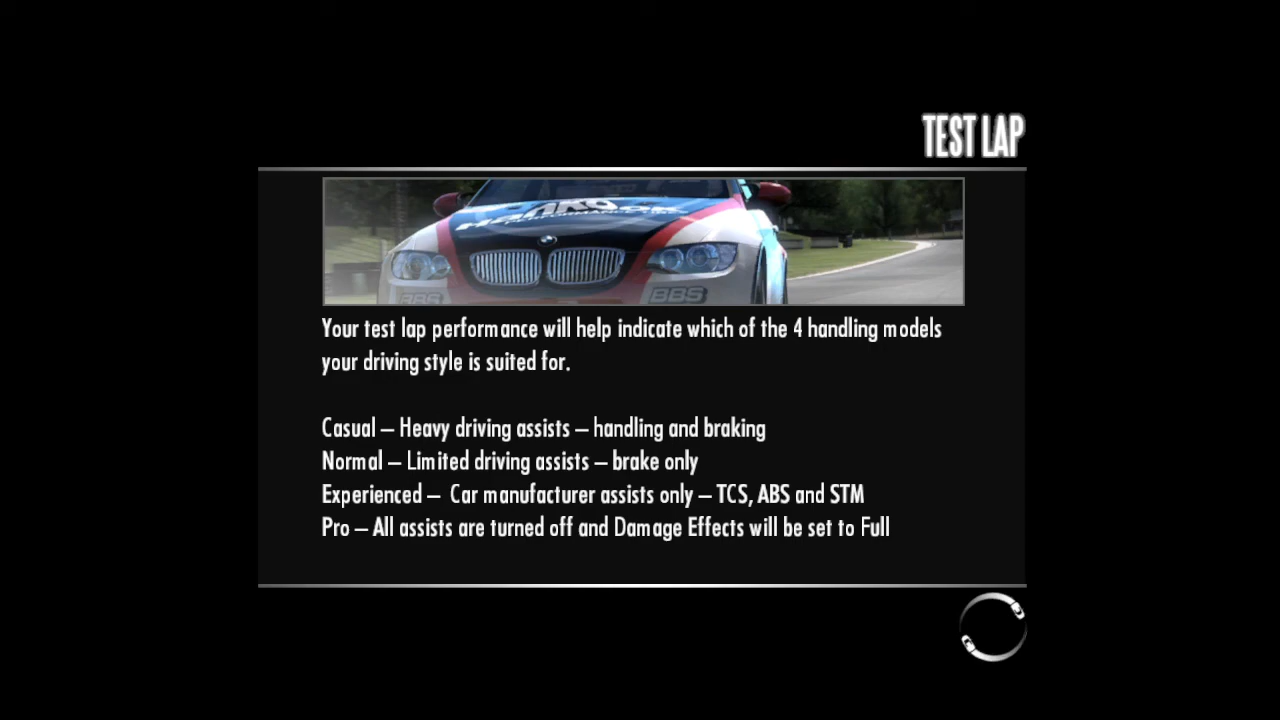 TEST LAP
HANKOOK
BBS
BBS
Your test lap performance will help indicate which of the 4 handling models
your driving style is suited for.
Casual – Heavy driving assists – handling and braking
Normal – Limited driving assists – brake only
Experienced –  Car manufacturer assists only – TCS, ABS and STM
Pro – All assists are turned off and Damage Effects will be set to Full